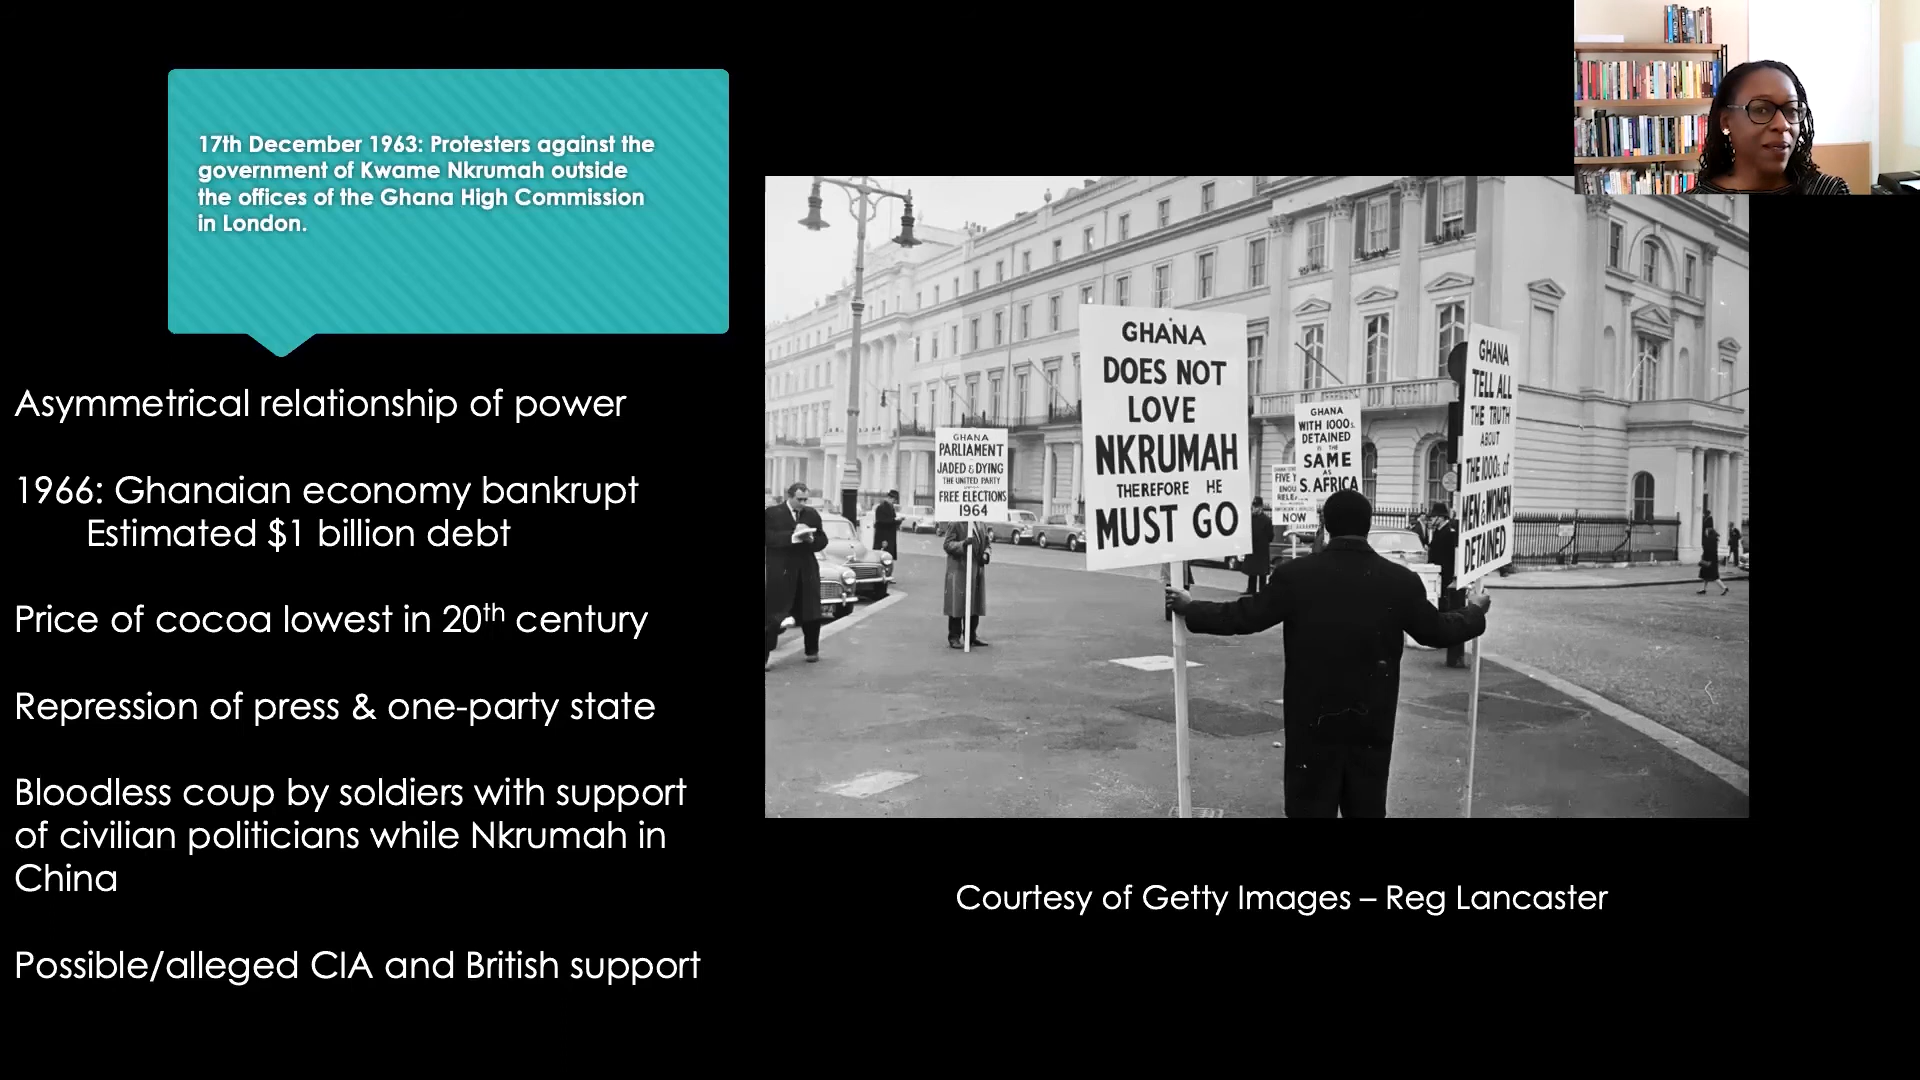 17th December 1963: Protesters against the
government of Kwame Nkrumah outside
the offices of the Ghana High Commission
in London.
Asymmetrical relationship of power
1966: Ghanaian economy bankrupt
Estimated $1 billion debt
Price of cocoa lowest in 20th century
Repression of press & one-party state
Bloodless coup by soldiers with support
of civilian politicians while Nkrumah in
China
Possible/alleged CIA and British support
GHANA
PARLIAMENT
JADED & DYING
THE UNITED PARTY
FREE ELECTIONS
1964
GHANA
DOES NOT
LOVE
NKRUMAH
THEREFORE HE
MUST GO
FIVE
NOW
GHANA
WITH 1000s
DETAINED
IS THE
SAME
AS
S. AFRICA
GHANA
TELL ALL
THE TRUTH
ABOUT
THE 1000s of
MEN & WOMEN
DETAINED
Courtesy of Getty Images – Reg Lancaster